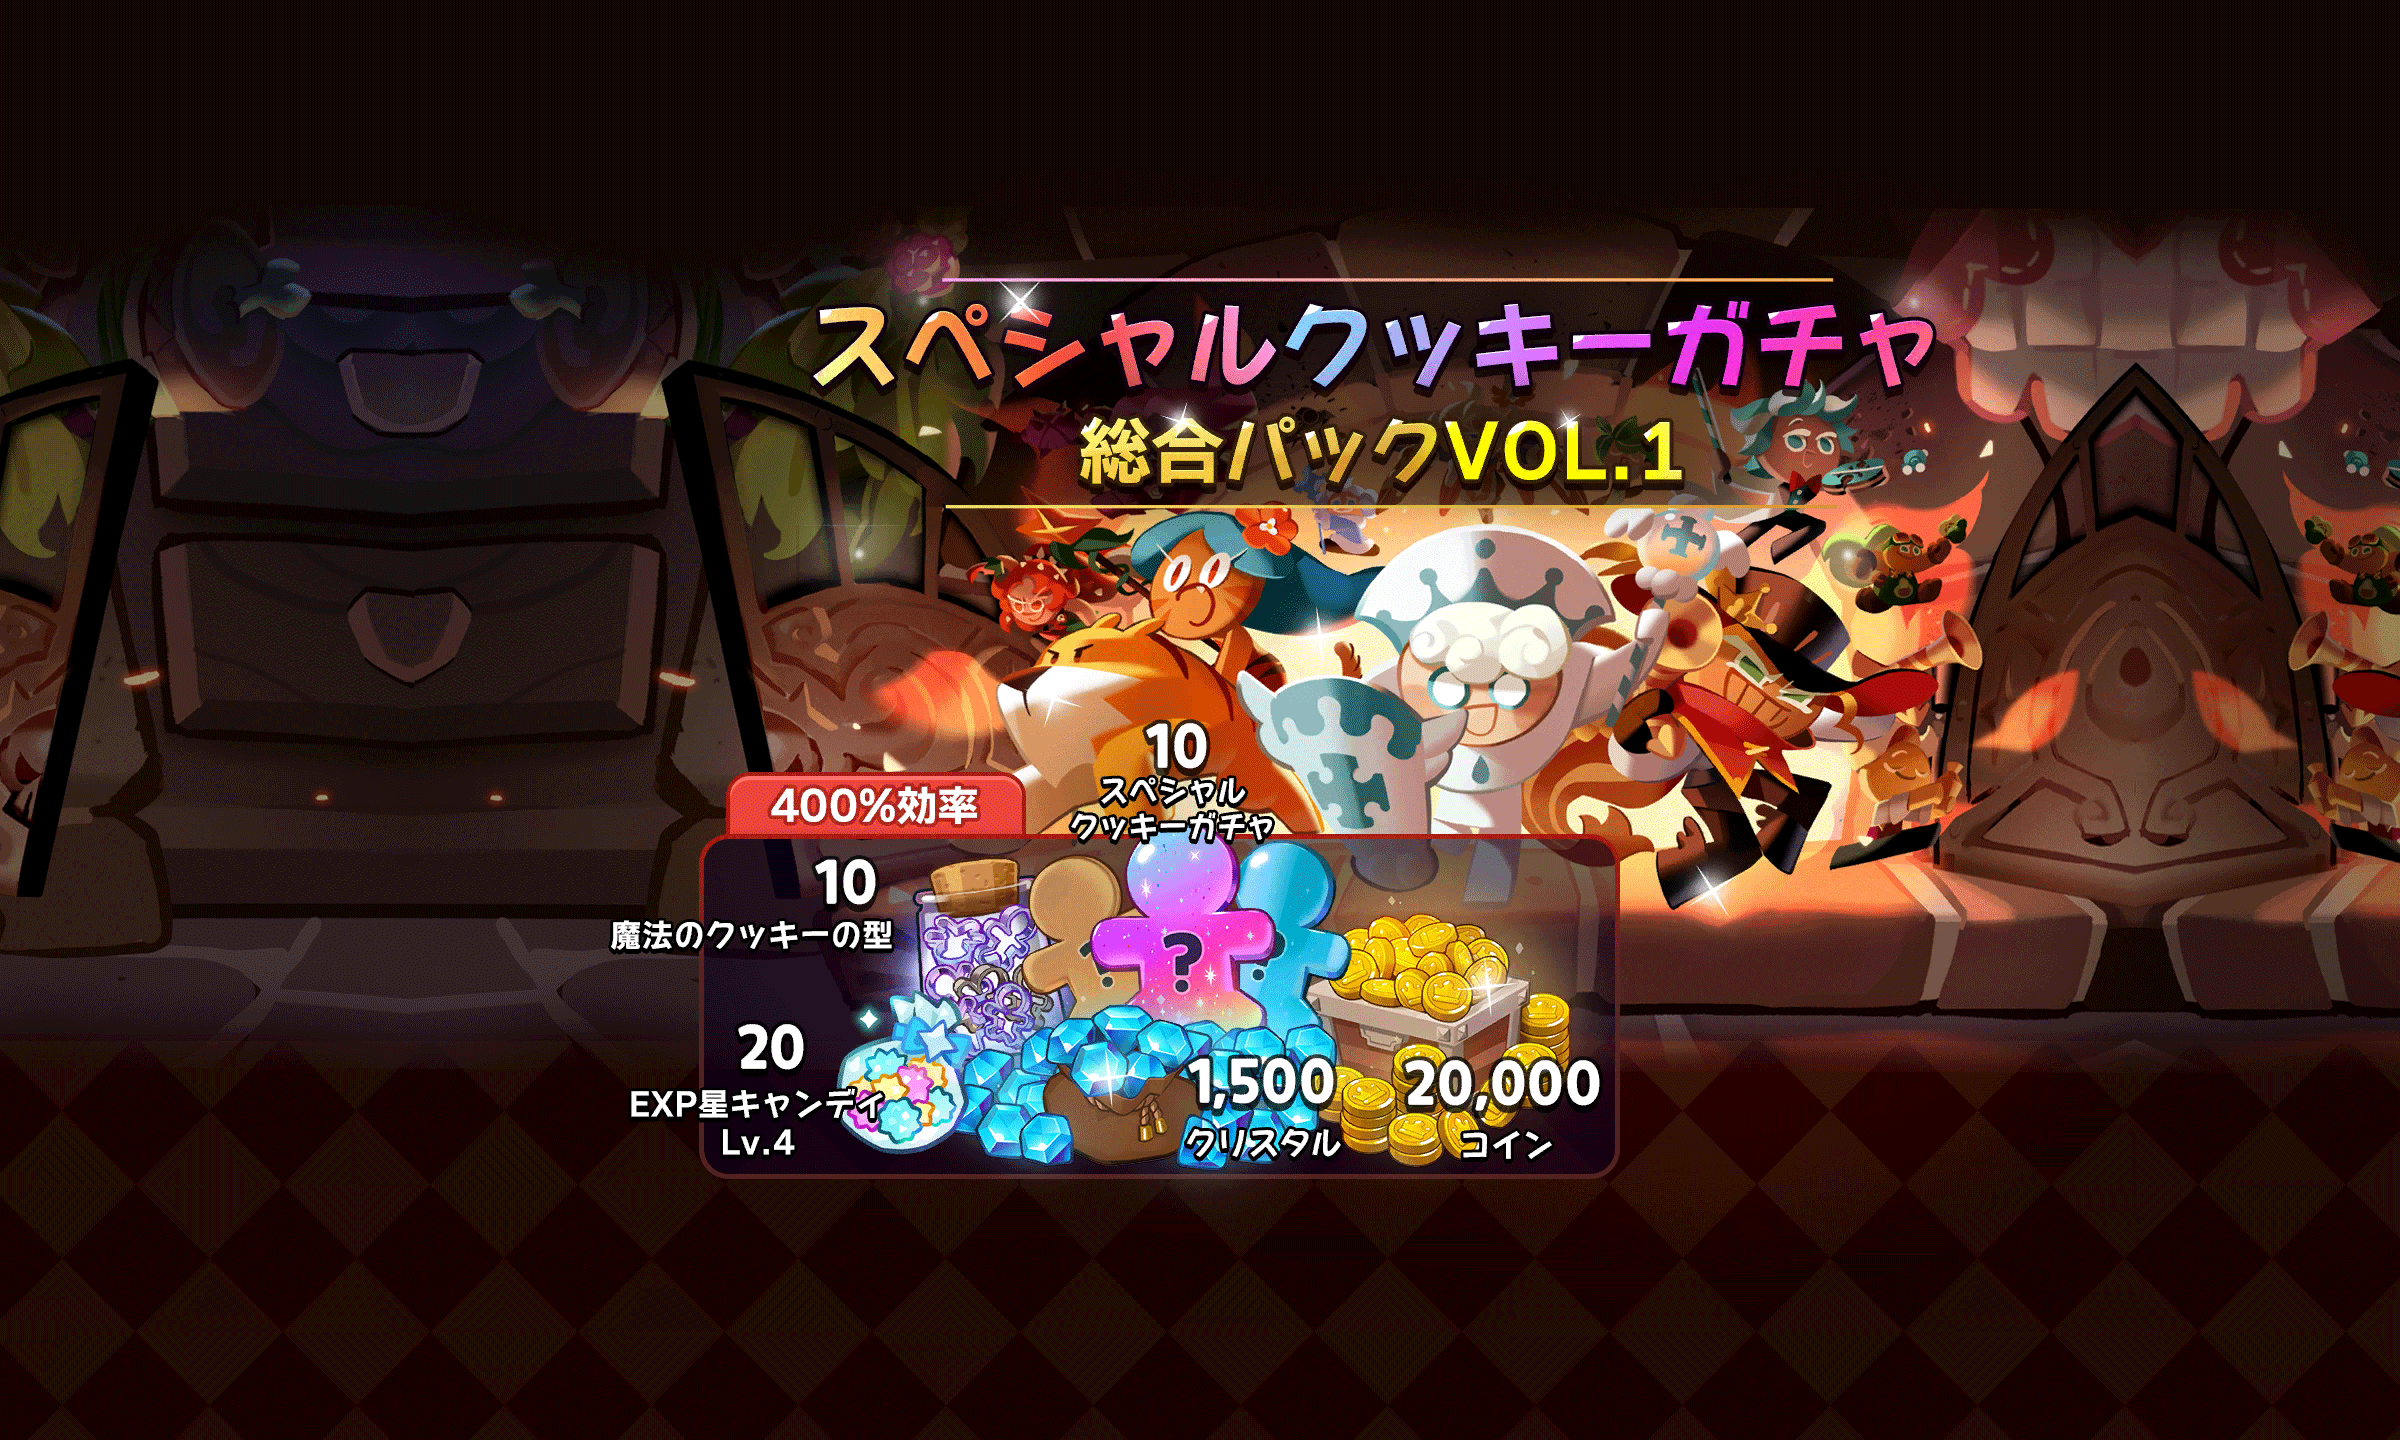 スペシャルクッキーガチャ
総合パックVOL.1
400%効率
10
スペシャル
クッキーガチャ
10
魔法のクッキーの型
20
EXP星キャンディ
Lv.4
1,500
クリスタル
20,000
コイン